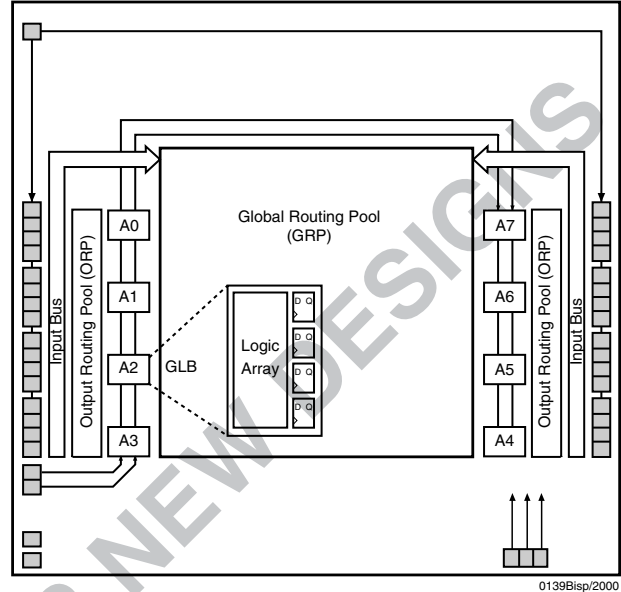 Global Routing Pool
(GRP)
A0
A1
A2
A3
A7
A6
A5
A4
Input Bus
Output Routing Pool (ORP)
GLB
Logic
Array
D Q
D Q
D Q
D Q
Output Routing Pool (ORP)
Input Bus
NEW DESIGNS
0139Bisp/2000